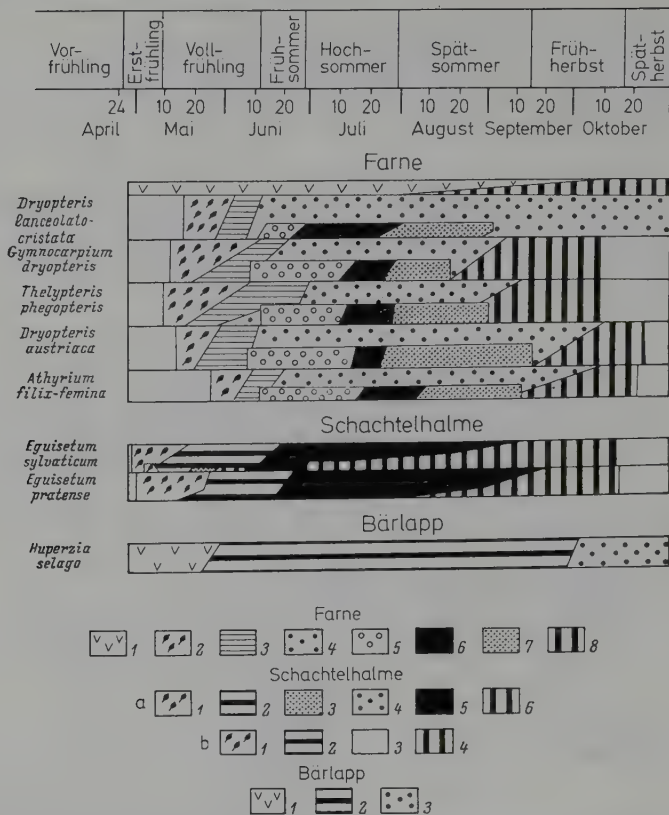 Vor-
frühling
Erst-
frühling
Voll-
frühling
Früh-
sommer
Hoch-
sommer
Spät-
sommer
Früh-
herbst
Spät-
herbst
24 10 20 10 20 10 20 10 20 10 20 10 20
April Mai Juni Juli August September Oktober
Farne
Dryopteris
lanceolato-
cristata
Gymnocarpium
dryopteris
Thelypteris
phegopteris
Dryopteris
austriaca
Athyrium
filix-femina
Schachtelhalme
Equisetum
sylvaticum
Equisetum
pratense
Bärlapp
Huperzia
selago
Farne
1 2 3 4 5 6 7 8
Schachtelhalme
a 1 2 3 4 5 6
b 1 2 3 4
Bärlapp
1 2 3